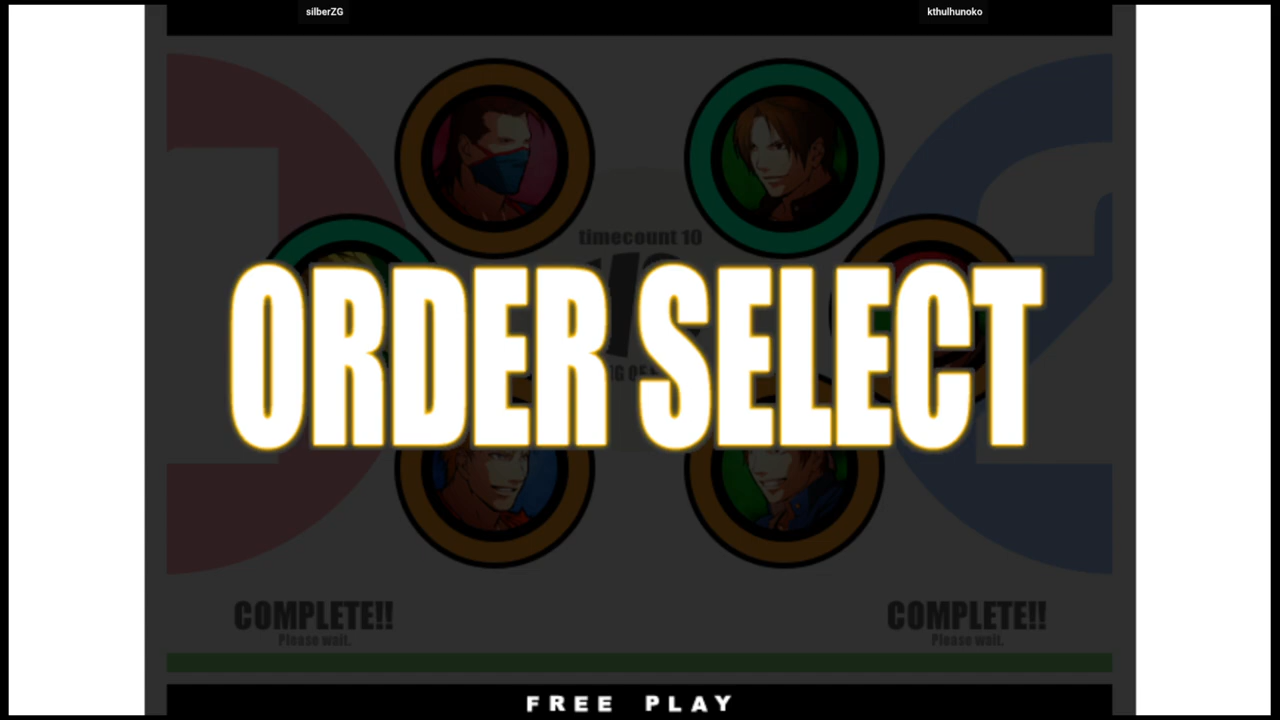 silberZG
kthulhunoko
timecount 10
ORDER SELECT
COMPLETE!!
Please wait.
COMPLETE!!
Please wait.
FREE PLAY